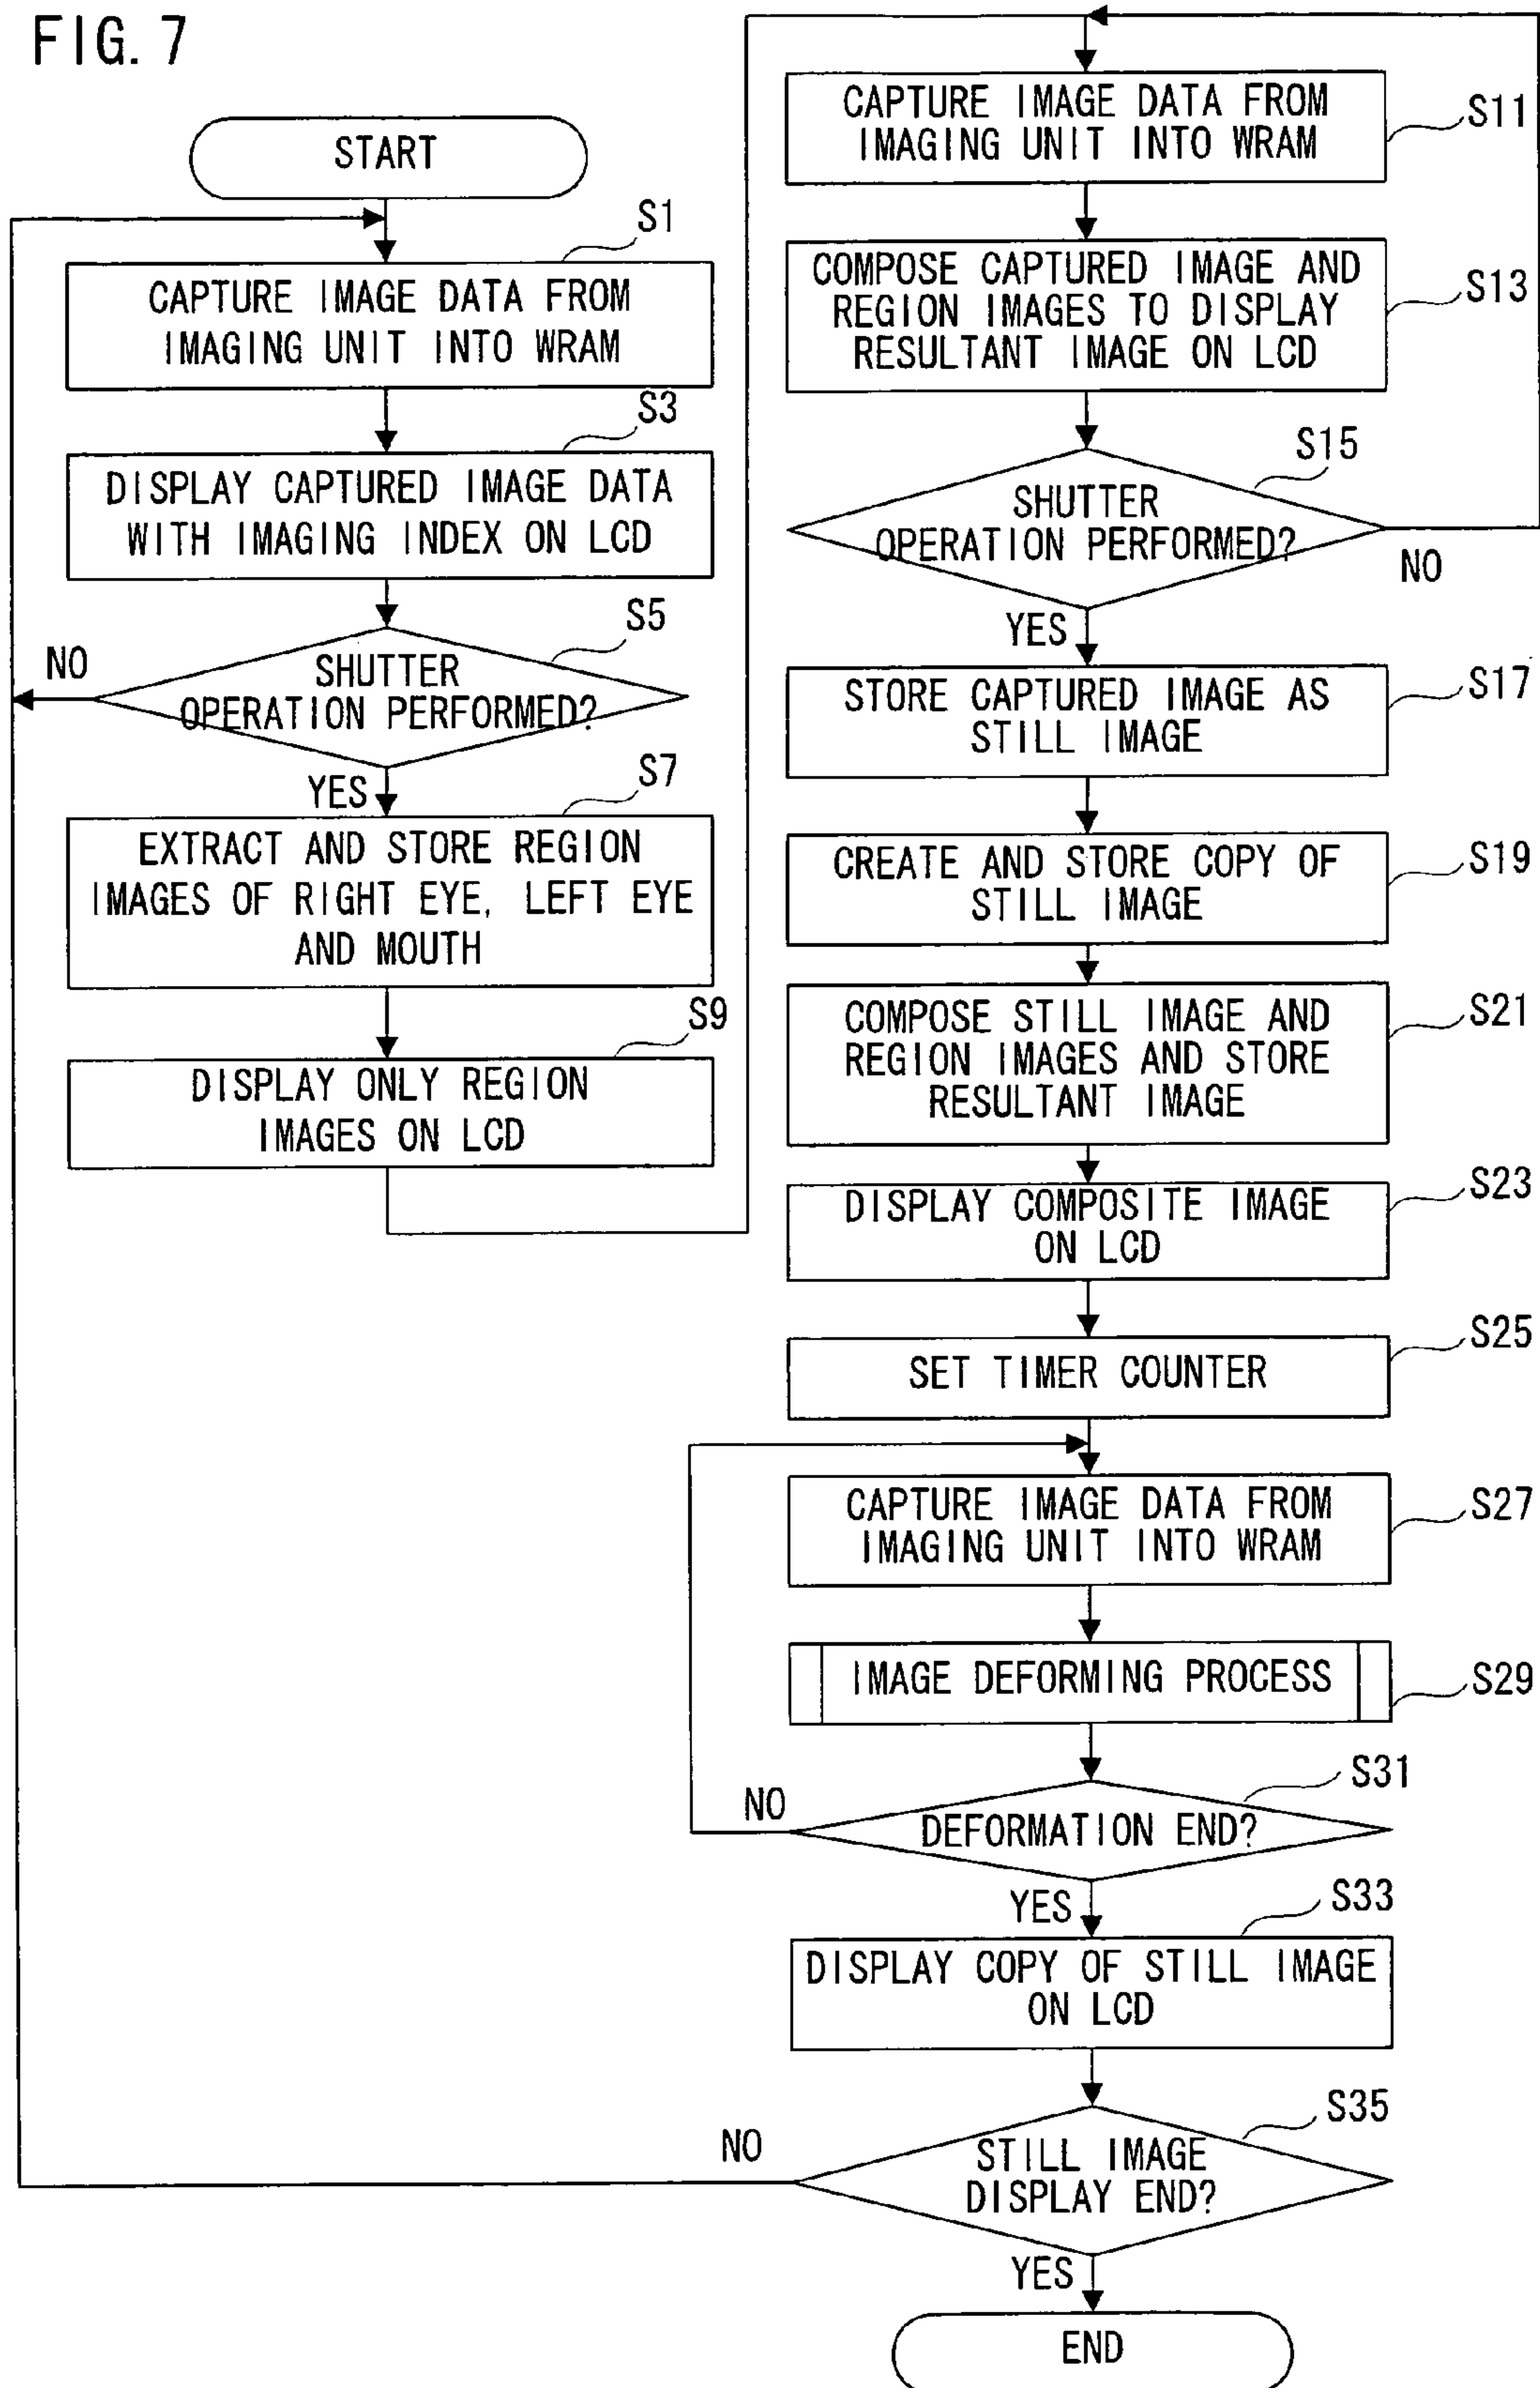 FIG. 7
START
S1
CAPTURE IMAGE DATA FROM
IMAGING UNIT INTO WRAM
S3
DISPLAY CAPTURED IMAGE DATA
WITH IMAGING INDEX ON LCD
S5
SHUTTER
OPERATION PERFORMED?
NO
YES
S7
EXTRACT AND STORE REGION
IMAGES OF RIGHT EYE, LEFT EYE
AND MOUTH
S9
DISPLAY ONLY REGION
IMAGES ON LCD
CAPTURE IMAGE DATA FROM
IMAGING UNIT INTO WRAM
S11
COMPOSE CAPTURED IMAGE AND
REGION IMAGES TO DISPLAY
RESULTANT IMAGE ON LCD
S13
S15
SHUTTER
OPERATION PERFORMED?
NO
YES
STORE CAPTURED IMAGE AS
STILL IMAGE
S17
CREATE AND STORE COPY OF
STILL IMAGE
S19
COMPOSE STILL IMAGE AND
REGION IMAGES AND STORE
RESULTANT IMAGE
S21
DISPLAY COMPOSITE IMAGE
ON LCD
S23
SET TIMER COUNTER
S25
CAPTURE IMAGE DATA FROM
IMAGING UNIT INTO WRAM
S27
IMAGE DEFORMING PROCESS
S29
S31
DEFORMATION END?
NO
YES
S33
DISPLAY COPY OF STILL IMAGE
ON LCD
S35
STILL IMAGE
DISPLAY END?
NO
YES
END